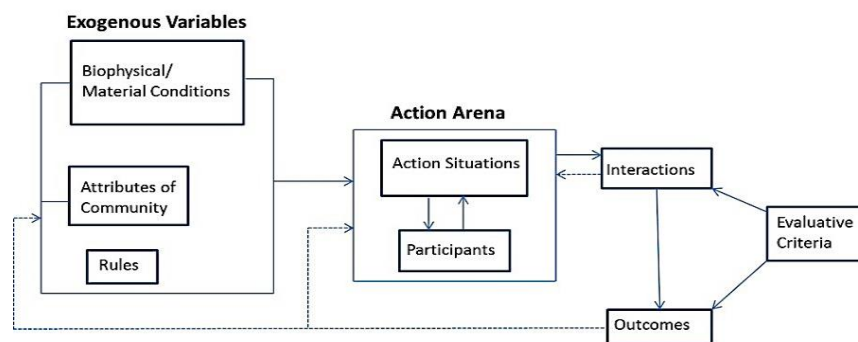 Exogenous Variables
Biophysical/
Material Conditions
Attributes of
Community
Rules
Action Arena
Action Situations
Participants
Interactions
Evaluative
Criteria
Outcomes